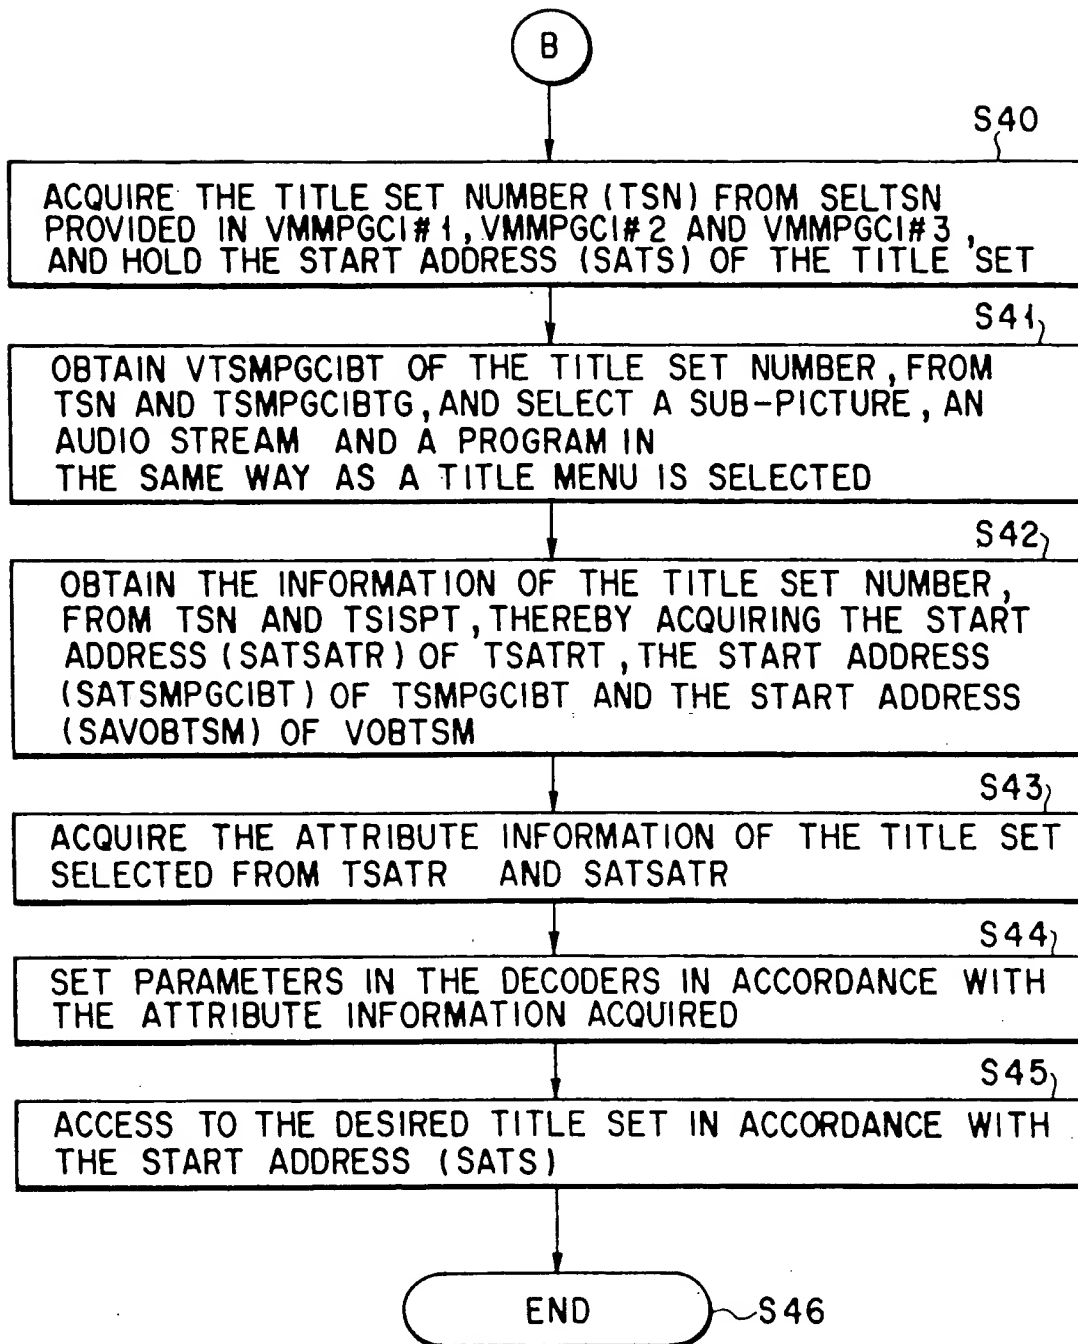 B
S40
ACQUIRE THE TITLE SET NUMBER (TSN) FROM SELTSN
PROVIDED IN VMMPGCI#1, VMMPGCI#2 AND VMMPGCI#3,
AND HOLD THE START ADDRESS (SATS) OF THE TITLE SET
S41
OBTAIN VTSMPGCIBT OF THE TITLE SET NUMBER, FROM
TSN AND TSMPGCIBTG, AND SELECT A SUB-PICTURE, AN
AUDIO STREAM AND A PROGRAM IN
THE SAME WAY AS A TITLE MENU IS SELECTED
S42
OBTAIN THE INFORMATION OF THE TITLE SET NUMBER,
FROM TSN AND TSISPT, THEREBY ACQUIRING THE START
ADDRESS (SATSATR) OF TSATRT, THE START ADDRESS
(SATSMPGCIBT) OF TSMPGCIBT AND THE START ADDRESS
(SAVOBTSM) OF VOBTSM
S43
ACQUIRE THE ATTRIBUTE INFORMATION OF THE TITLE SET
SELECTED FROM TSATR AND SATSATR
S44
SET PARAMETERS IN THE DECODERS IN ACCORDANCE WITH
THE ATTRIBUTE INFORMATION ACQUIRED
S45
ACCESS TO THE DESIRED TITLE SET IN ACCORDANCE WITH
THE START ADDRESS (SATS)
END S46